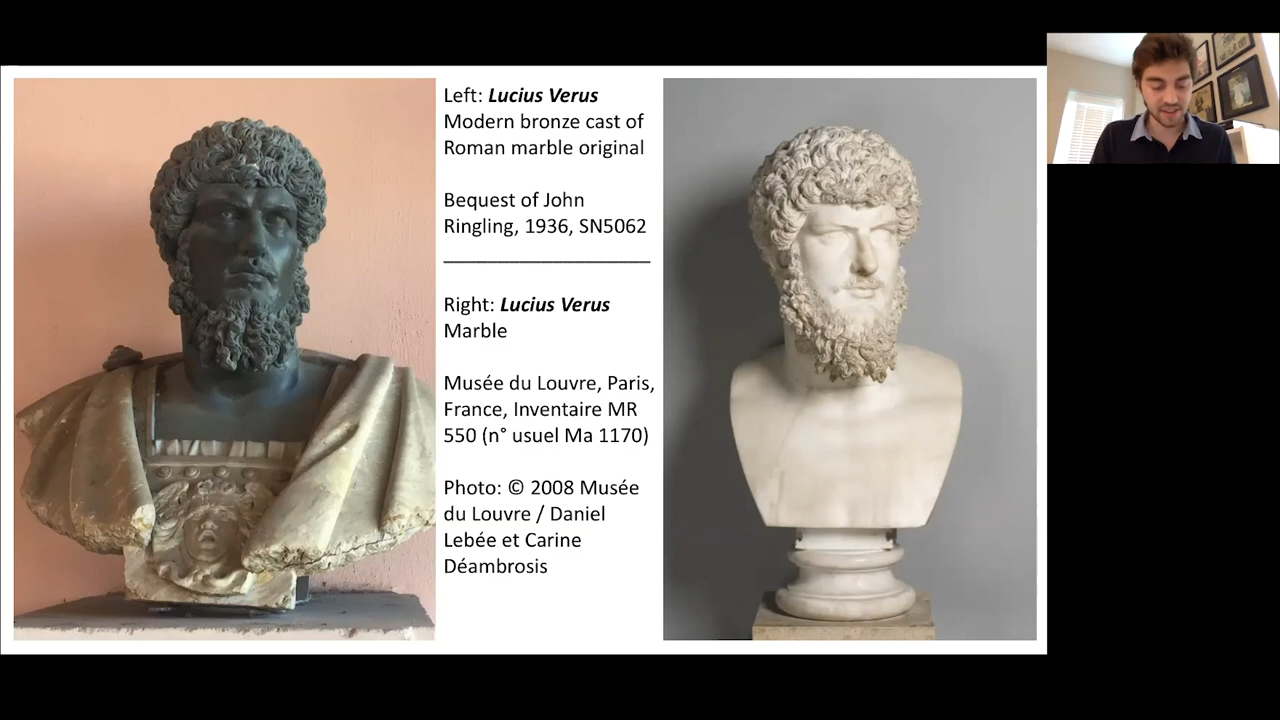 Left: Lucius Verus
Modern bronze cast of
Roman marble original
Bequest of John
Ringling, 1936, SN5062
Right: Lucius Verus
Marble
Musée du Louvre, Paris,
France, Inventaire MR
550 (n° usuel Ma 1170)
Photo: © 2008 Musée
du Louvre / Daniel
Lebée et Carine
Déambrosis